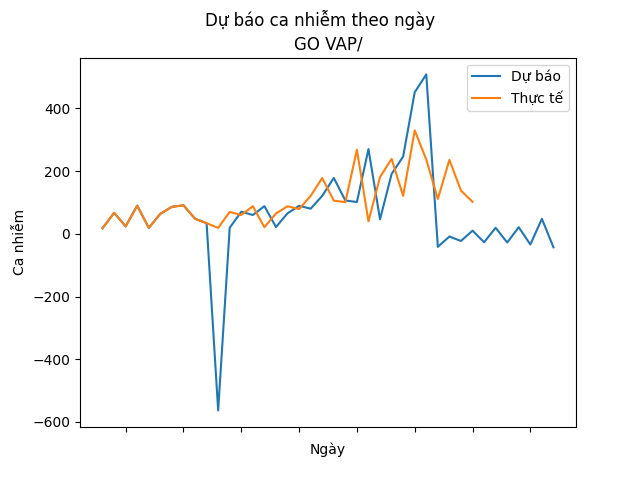 Dự báo ca nhiễm theo ngày
GO VAP/
Dự báo
Thực tế
Ca nhiễm
400
200
0
−200
−400
−600
Ngày